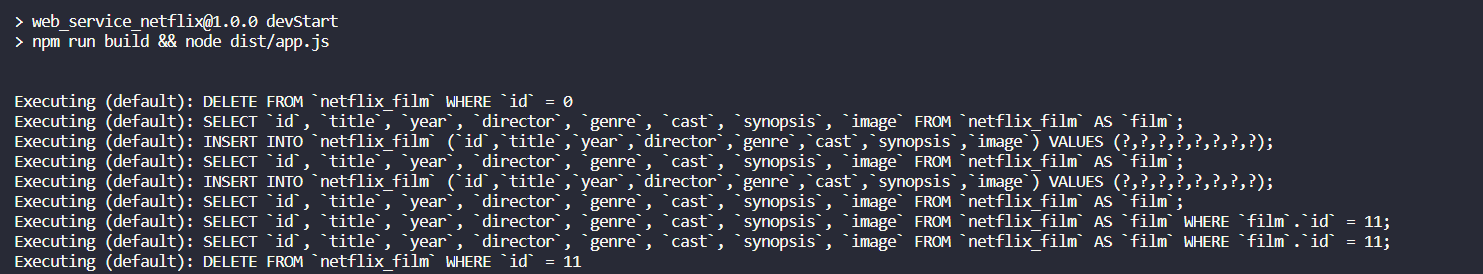 > web_service_netflix@1.0.0 devStart
> npm run build && node dist/app.js
Executing (default): DELETE FROM `netflix_film` WHERE `id` = 0
Executing (default): SELECT `id`, `title`, `year`, `director`, `genre`, `cast`, `synopsis`, `image` FROM `netflix_film` AS `film`;
Executing (default): INSERT INTO `netflix_film` (`id`,`title`,`year`,`director`,`genre`,`cast`,`synopsis`,`image`) VALUES (?,?,?,?,?,?,?,?);
Executing (default): SELECT `id`, `title`, `year`, `director`, `genre`, `cast`, `synopsis`, `image` FROM `netflix_film` AS `film`;
Executing (default): INSERT INTO `netflix_film` (`id`,`title`,`year`,`director`,`genre`,`cast`,`synopsis`,`image`) VALUES (?,?,?,?,?,?,?,?);
Executing (default): SELECT `id`, `title`, `year`, `director`, `genre`, `cast`, `synopsis`, `image` FROM `netflix_film` AS `film`;
Executing (default): SELECT `id`, `title`, `year`, `director`, `genre`, `cast`, `synopsis`, `image` FROM `netflix_film` AS `film` WHERE `film`.`id` = 11;
Executing (default): SELECT `id`, `title`, `year`, `director`, `genre`, `cast`, `synopsis`, `image` FROM `netflix_film` AS `film` WHERE `film`.`id` = 11;
Executing (default): DELETE FROM `netflix_film` WHERE `id` = 11